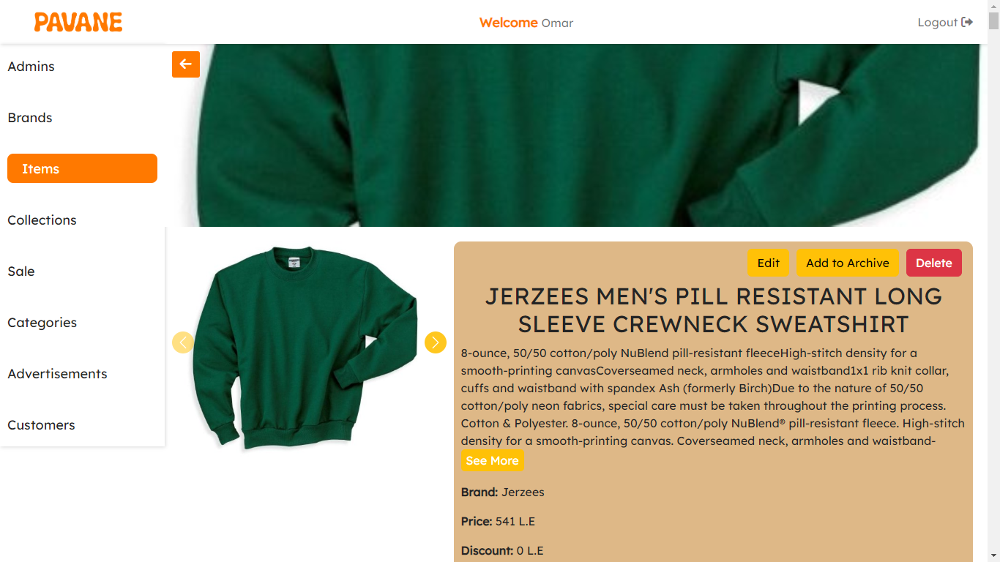 PAVANE
Welcome Omar
Logout
Admins
Brands
Items
Collections
Sale
Categories
Advertisements
Customers
Edit
Add to Archive
Delete
JERZEES MEN'S PILL RESISTANT LONG
SLEEVE CREWNECK SWEATSHIRT
8-ounce, 50/50 cotton/poly NuBlend pill-resistant fleeceHigh-stitch density for a
smooth-printing canvasCoverseamed neck, armholes and waistband1x1 rib knit collar,
cuffs and waistband with spandex Ash (formerly Birch)Due to the nature of 50/50
cotton/poly neon fabrics, special care must be taken throughout the printing process.
Cotton & Polyester. 8-ounce, 50/50 cotton/poly NuBlend® pill-resistant fleece. High-stitch
density for a smooth-printing canvas. Coverseamed neck, armholes and waistband-
See More
Brand: Jerzees
Price: 541 L.E
Discount: 0 L.E